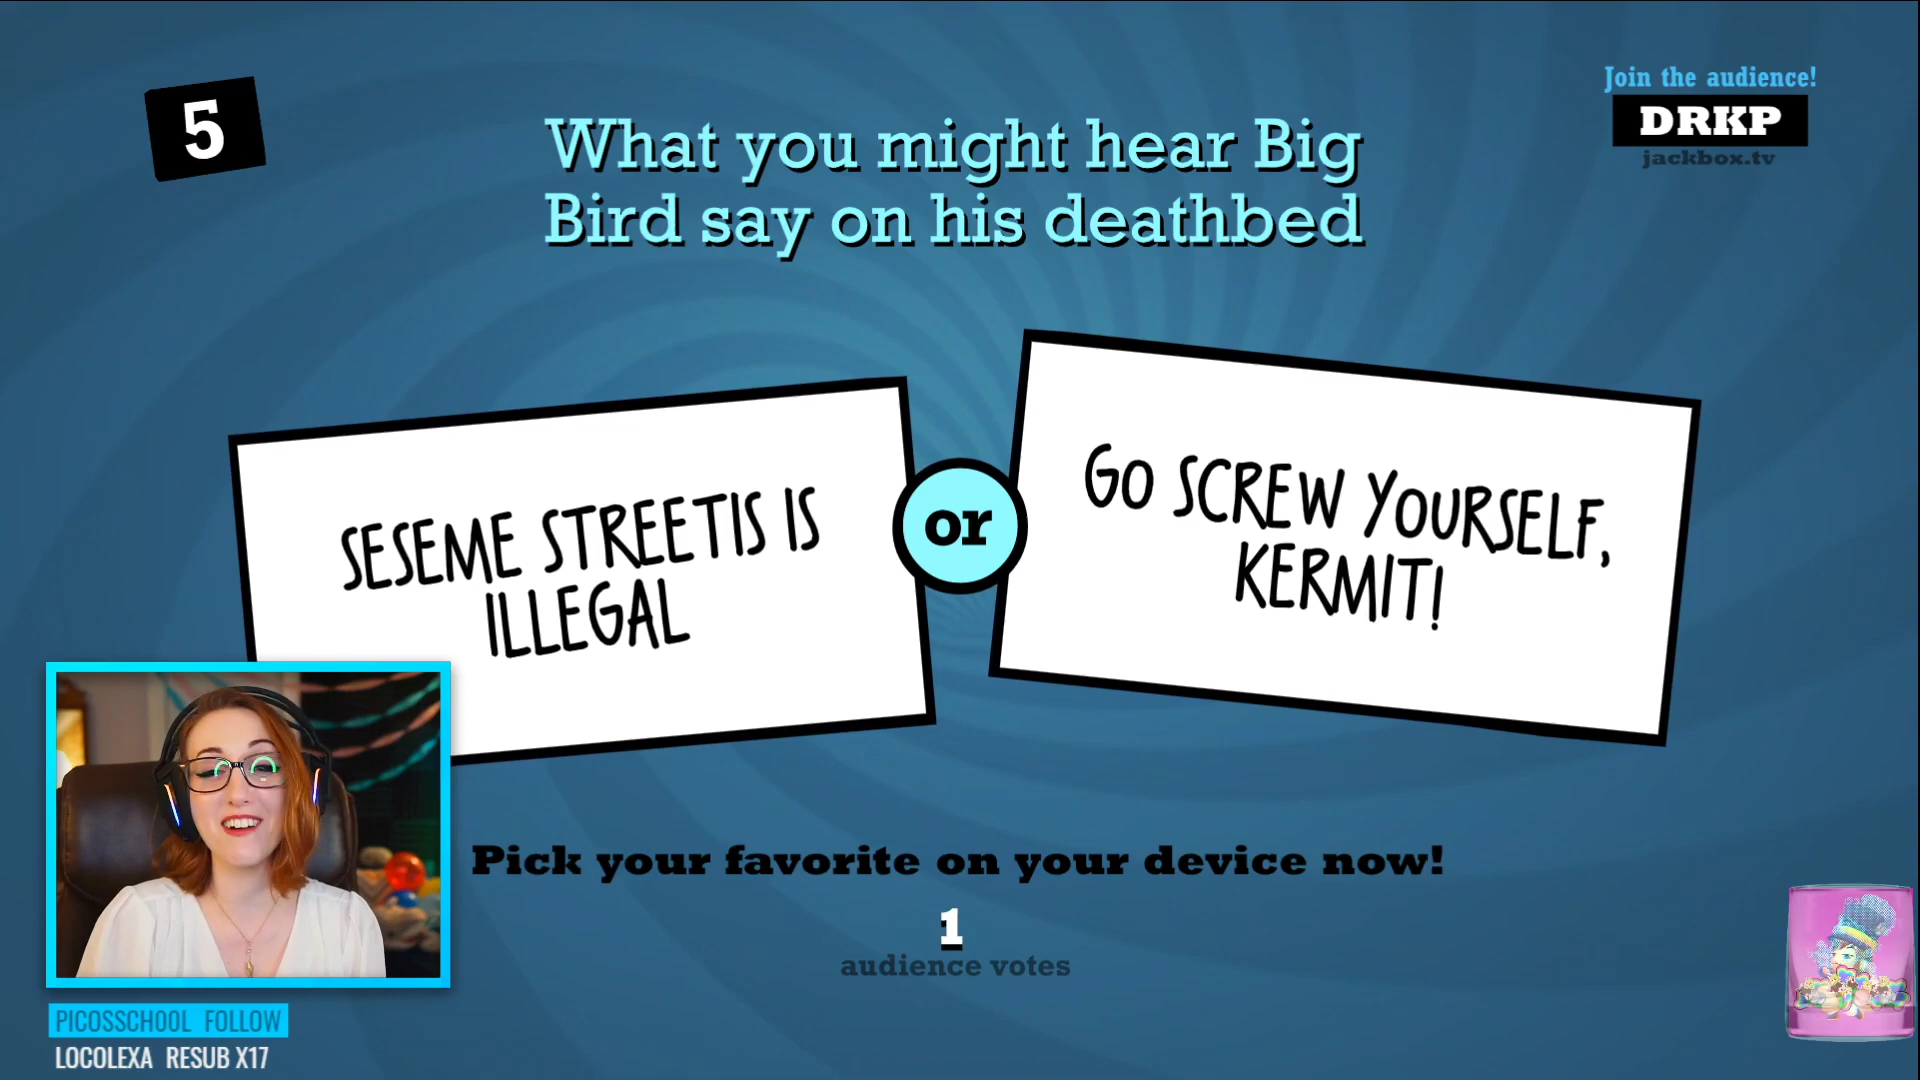 5
What you might hear Big
Bird say on his deathbed
Join the audience!
DRKP
jackbox.tv
SESEME STREETIS IS
ILLEGAL
or
GO SCREW YOURSELF,
KERMIT!
Pick your favorite on your device now!
1
audience votes
PICOSSCHOOL FOLLOW
LOCOLEXA RESUB X17